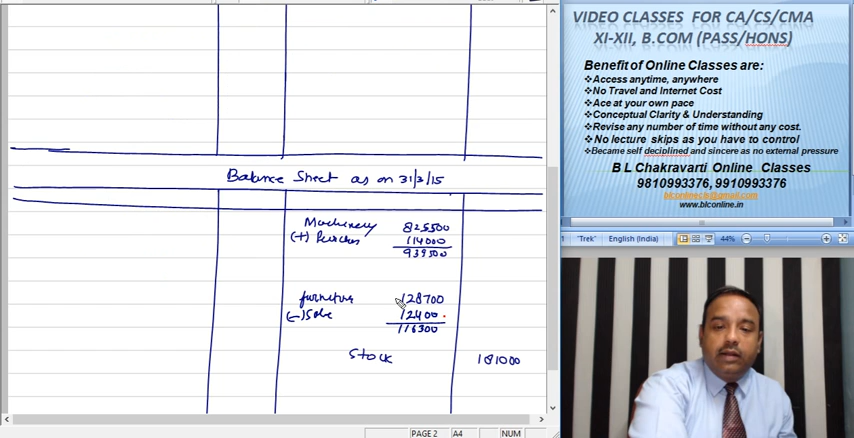 Balance Sheet as on 31/3/15
Machinery 825500
(+) Purchas 114000
939500
furniture 128700
(-) Sale 12400
116300
Stock 181000
PAGE 2 A4 NUM
VIDEO CLASSES FOR CA/CS/CMA
XI-XII, B.COM (PASS/HONS)
Benefit of Online Classes are:
❖Access anytime, anywhere
❖No Travel and Internet Cost
❖Ace at your own pace
❖Conceptual Clarity & Understanding
❖Revise any number of time without any cost.
❖No lecture skips as you have to control
❖Became self deciplined and sincere as no external pressure
B L Chakravarti Online Classes
9810993376, 9910993376
www.blconline.in
1 "Trek" English (India) 44%